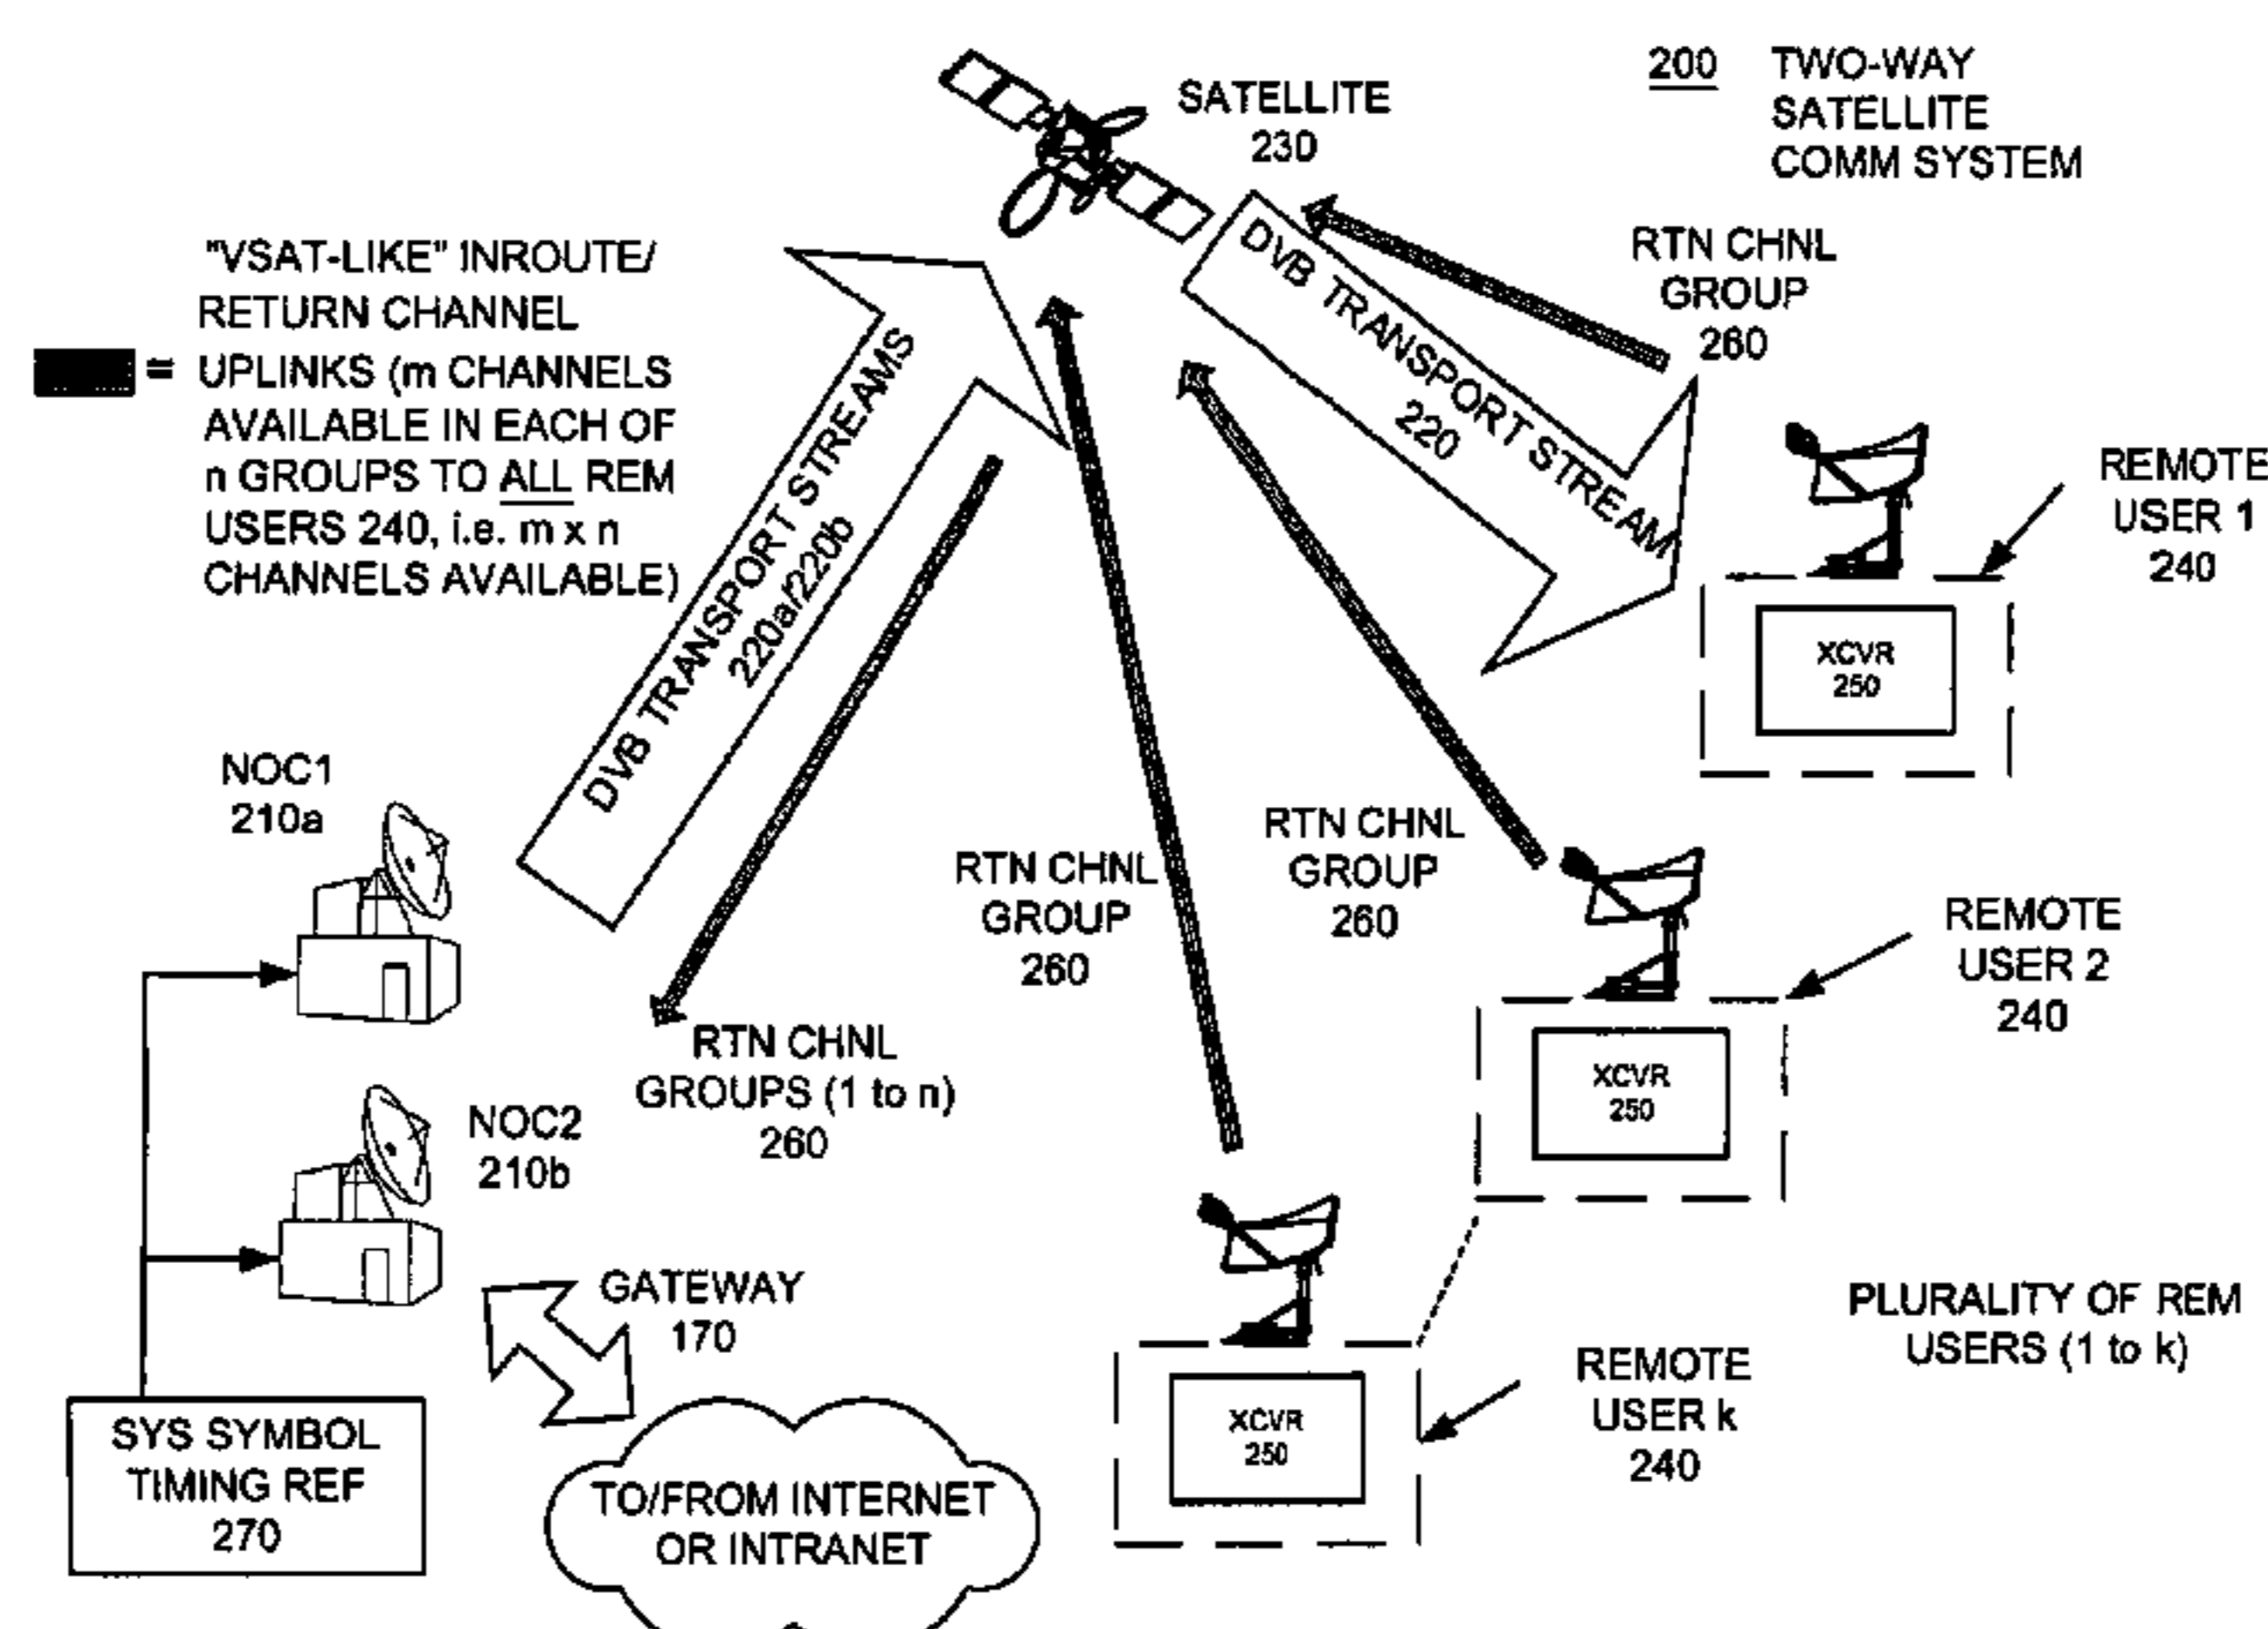 SATELLITE
230
200 TWO-WAY
SATELLITE
COMM SYSTEM
"VSAT-LIKE" INROUTE/
RETURN CHANNEL
= UPLINKS (m CHANNELS
AVAILABLE IN EACH OF
n GROUPS TO ALL REM
USERS 240, i.e. m x n
CHANNELS AVAILABLE)
DVB TRANSPORT STREAMS
220a/220b
DVB TRANSPORT STREAM
220
RTN CHNL
GROUP
260
REMOTE
USER 1
240
XCVR
250
NOC1
210a
RTN CHNL
GROUP
260
RTN CHNL
GROUP
260
REMOTE
USER 2
240
XCVR
250
RTN CHNL
GROUPS (1 to n)
260
NOC2
210b
GATEWAY
170
PLURALITY OF REM
USERS (1 to k)
REMOTE
USER k
240
XCVR
250
SYS SYMBOL
TIMING REF
270
TO/FROM INTERNET
OR INTRANET